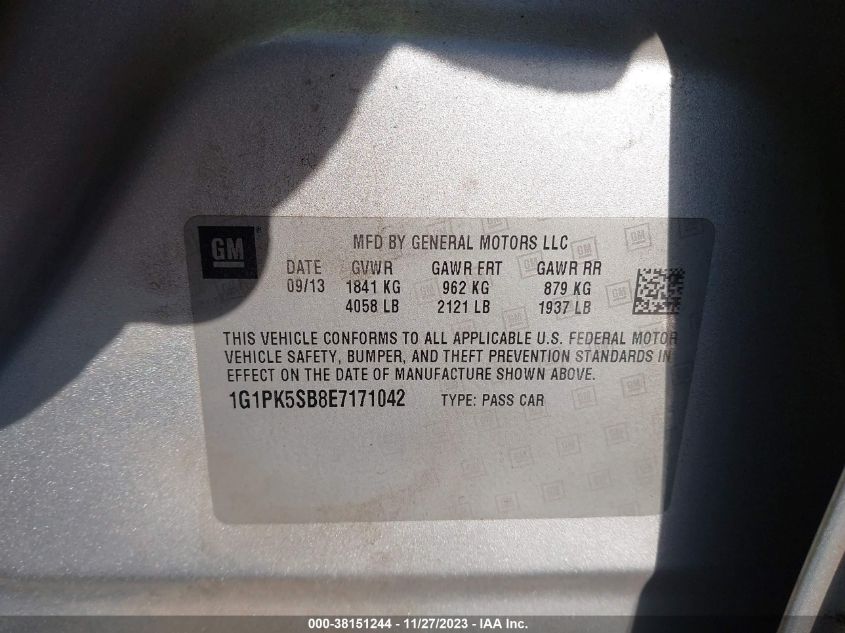 GM
MFD BY GENERAL MOTORS LLC
DATE GVWR GAWR FRT GAWR RR
09/13 1841 KG 962 KG 879 KG
4058 LB 2121 LB 1937 LB
THIS VEHICLE CONFORMS TO ALL APPLICABLE U.S. FEDERAL MOTOR
VEHICLE SAFETY, BUMPER, AND THEFT PREVENTION STANDARDS IN
EFFECT ON THE DATE OF MANUFACTURE SHOWN ABOVE.
1G1PK5SB8E7171042 TYPE: PASS CAR
000-38151244 - 11/27/2023 - IAA Inc.